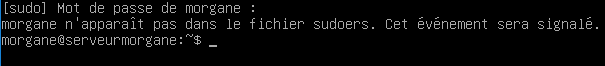 [sudo] Mot de passe de morgane :
morgane n'apparaît pas dans le fichier sudoers. Cet événement sera signalé.
morgane@serveurmorgane:~$ _